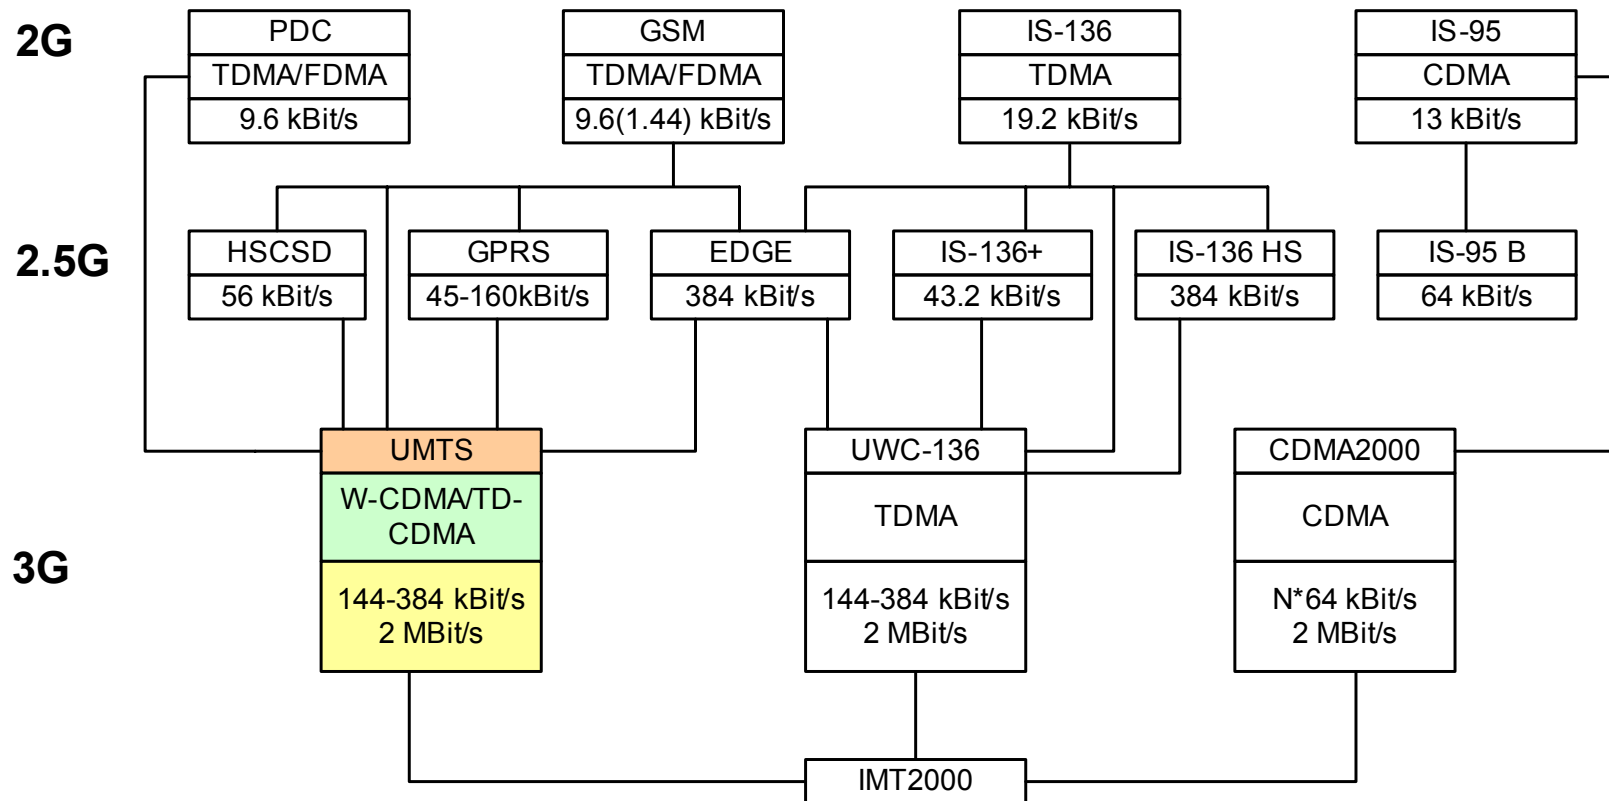 2G
PDC
TDMA/FDMA
9.6 kBit/s
GSM
TDMA/FDMA
9.6(1.44) kBit/s
IS-136
TDMA
19.2 kBit/s
IS-95
CDMA
13 kBit/s
2.5G
HSCSD
56 kBit/s
GPRS
45-160kBit/s
EDGE
384 kBit/s
IS-136+
43.2 kBit/s
IS-136 HS
384 kBit/s
IS-95 B
64 kBit/s
3G
UMTS
W-CDMA/TD-
CDMA
144-384 kBit/s
2 MBit/s
UWC-136
TDMA
144-384 kBit/s
2 MBit/s
CDMA2000
CDMA
N*64 kBit/s
2 MBit/s
IMT2000